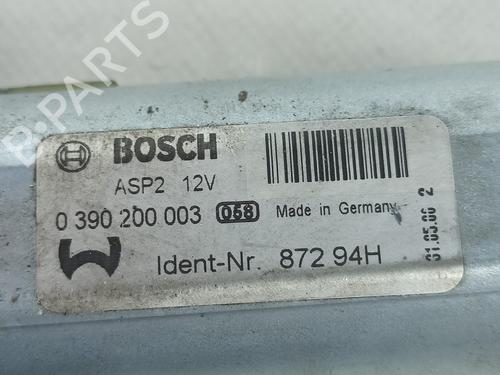 B-PARTS
BOSCH
ASP2 12V
0 390 200 003 058 Made in Germany
Ident-Nr. 872 94H
31.05.06 2